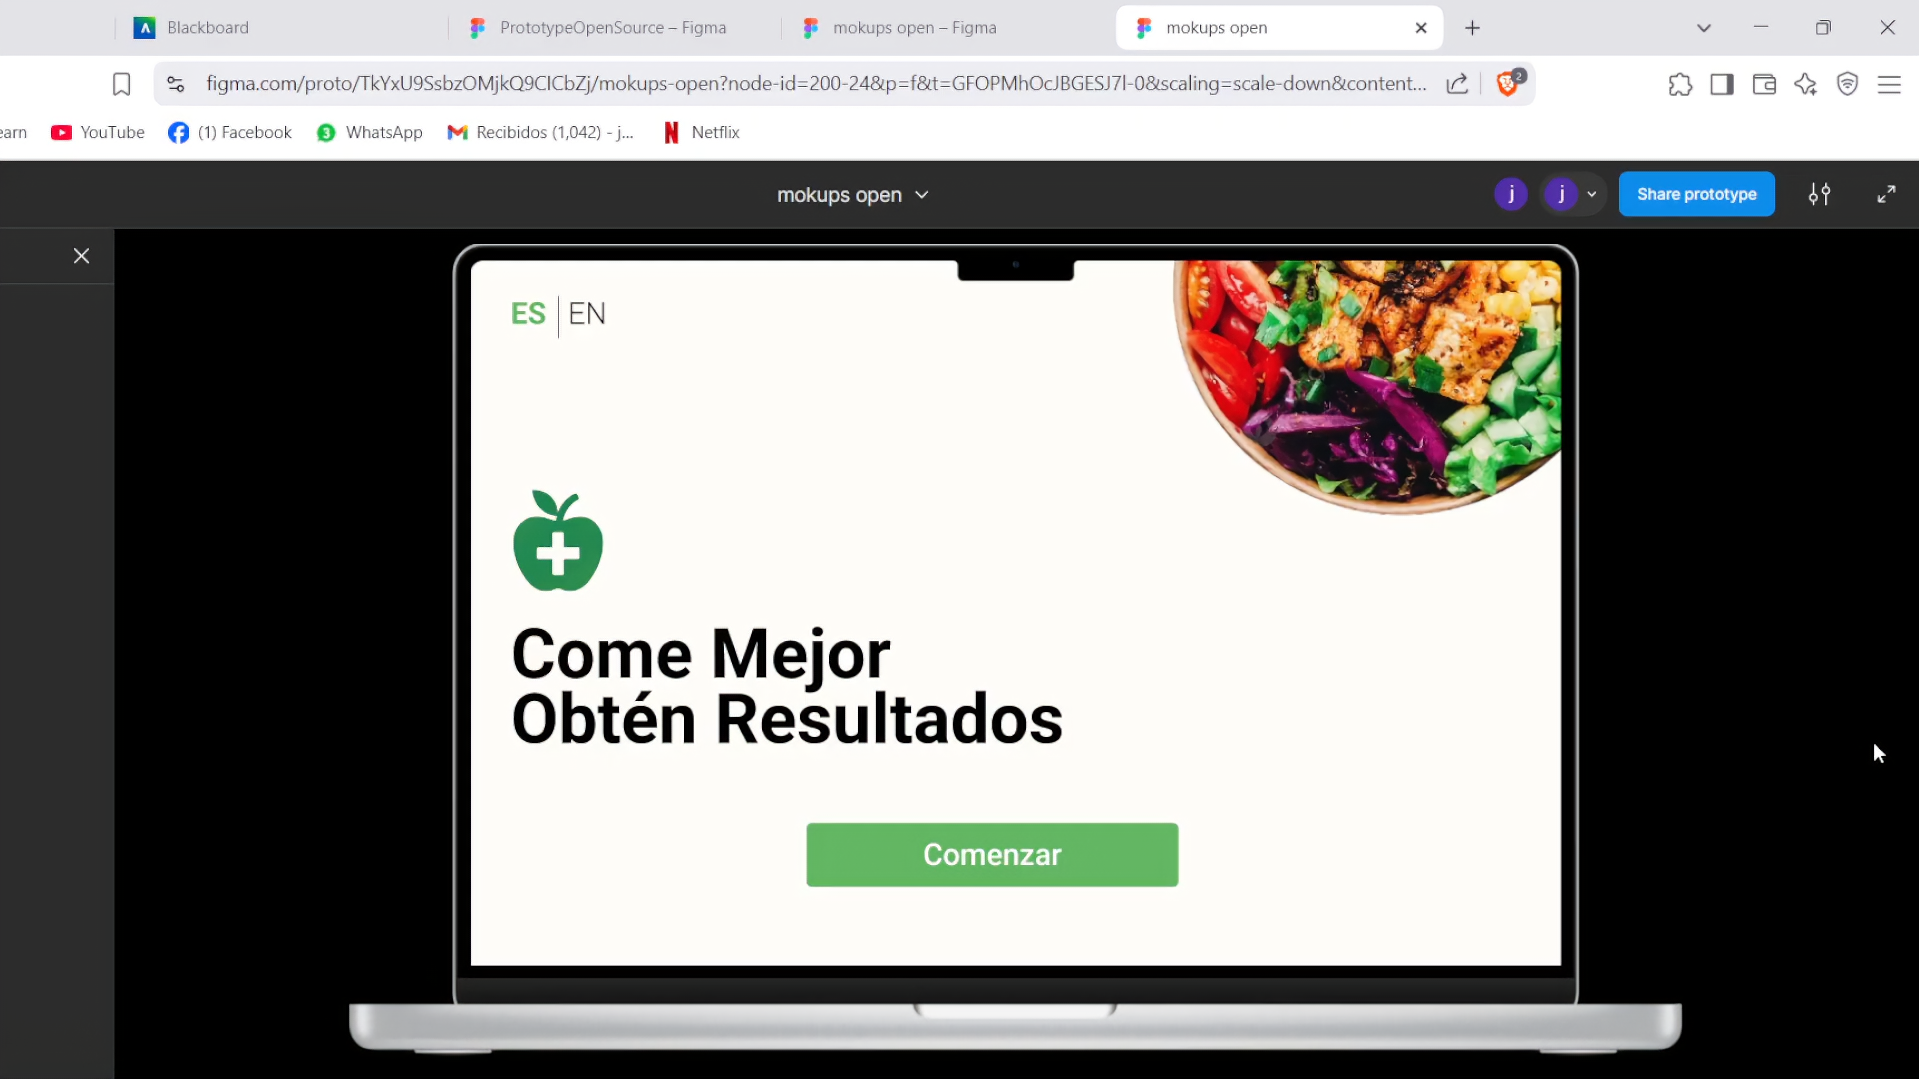 Blackboard
PrototypeOpenSource – Figma
mokups open – Figma
mokups open
figma.com/proto/TkYxU9SsbzOMjkQ9CICbZj/mokups-open?node-id=200-24&p=f&t=GFOPMhOcJBGESJ7l-0&scaling=scale-down&content...
2
earn
YouTube
(1) Facebook
3 WhatsApp
Recibidos (1,042) - j...
Netflix
mokups open
j
j
Share prototype
ES | EN
Come Mejor
Obtén Resultados
Comenzar